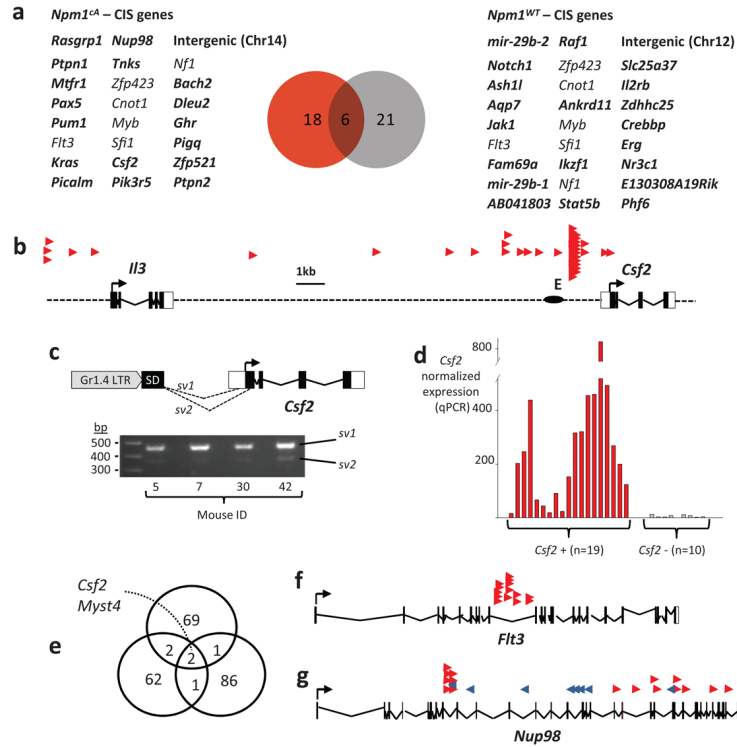 a
Npm1cA – CIS genes
Rasgrp1 Nup98 Intergenic (Chr14)
Ptpn1 Tnks Nf1
Mtfr1 Zfp423 Bach2
Pax5 Cnot1 Dleu2
Pum1 Myb Ghr
Flt3 Sfi1 Pigq
Kras Csf2 Zfp521
Picalm Pik3r5 Ptpn2
18 6 21
Npm1WT – CIS genes
mir-29b-2 Raf1 Intergenic (Chr12)
Notch1 Zfp423 Slc25a37
Ash1l Cnot1 Il2rb
Aqp7 Ankrd11 Zdhhc25
Jak1 Myb Crebbp
Flt3 Sfi1 Erg
Fam69a Ikzf1 Nr3c1
mir-29b-1 Nf1 E130308A19Rik
AB041803 Stat5b Phf6
b
Il3
1kb
E
Csf2
c
Gr1.4 LTR SD
sv1
sv2
Csf2
bp
500
400
300
sv1
sv2
5 7 30 42
Mouse ID
d
Csf2
normalized
expression
(qPCR)
800
400
200
Csf2 + (n=19) Csf2 - (n=10)
e
Csf2
Myst4
69
2 2 1
62 1 86
f
Flt3
g
Nup98